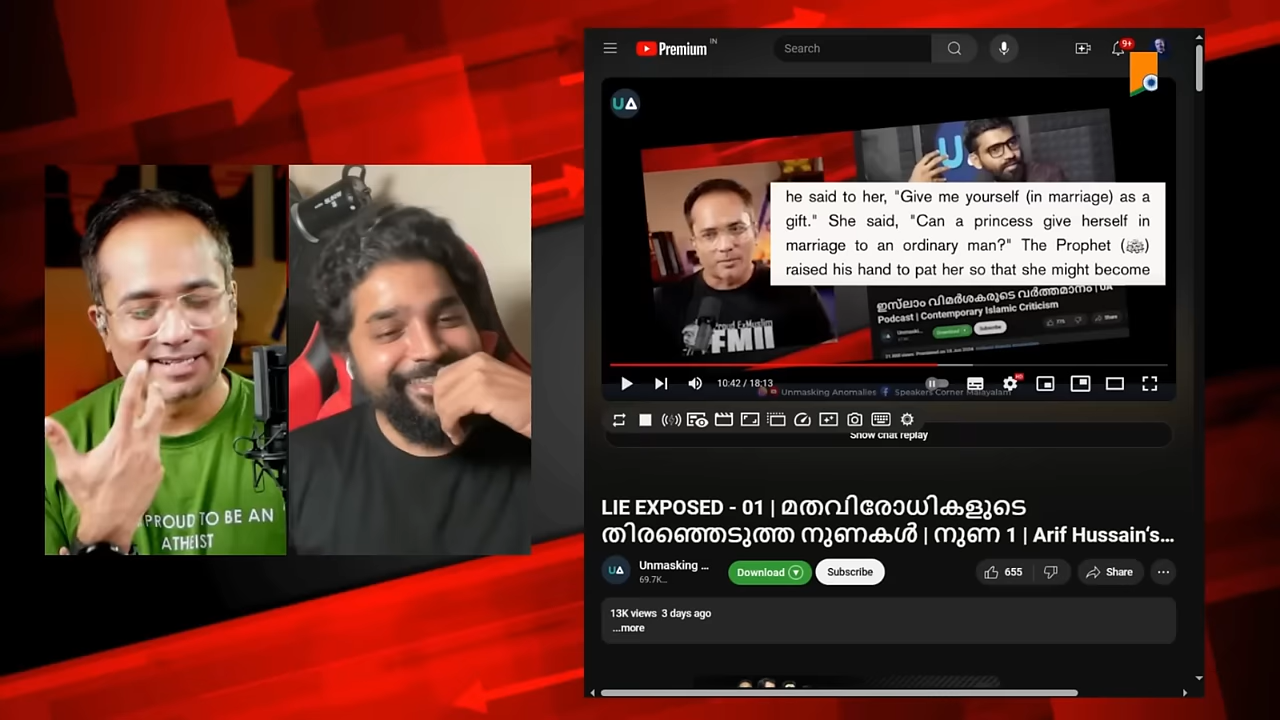 PROUD TO BE AN
ATHEIST
Premium IN
Search
9+
UA
he said to her, "Give me yourself (in marriage) as a
gift." She said, "Can a princess give herself in
marriage to an ordinary man?" The Prophet (ﷺ)
raised his hand to pat her so that she might become
ഇസ്‌ലാം വിമർശകരുടെ വർത്തമാനം | UA
Podcast | Contemporary Islamic Criticism
Download
Subscribe
Share
10:42 / 18:13
Unmasking Anomalies Speakers Corner Malayalam
Show chat replay
LIE EXPOSED - 01 | മതവിരോധികളുടെ
തിരഞ്ഞെടുത്ത നുണകൾ | നുണ 1 | Arif Hussain's...
UA Unmasking ...
69.7K...
Download
Subscribe
655
Share
13K views 3 days ago
...more